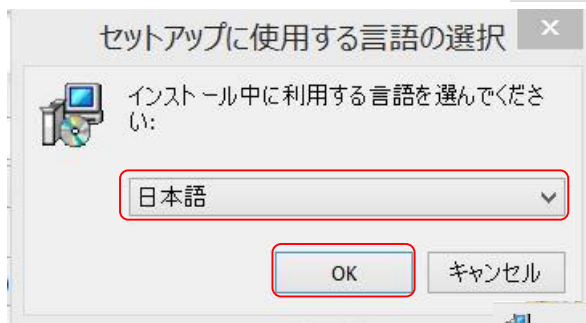 セットアップに使用する言語の選択
インストール中に利用する言語を選んでくださ
い:
日本語
OK
キャンセル